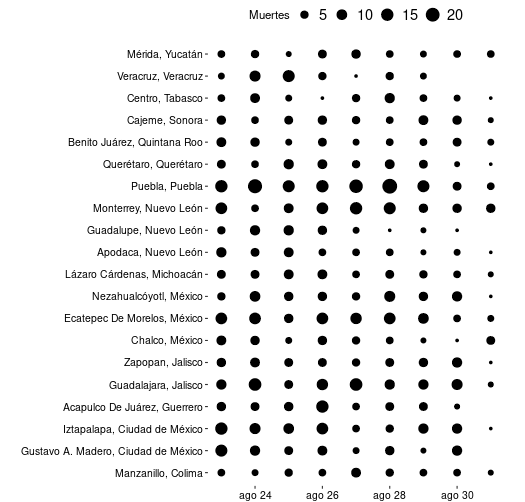 Muertes 5 10 15 20
Mérida, Yucatán
Veracruz, Veracruz
Centro, Tabasco
Cajeme, Sonora
Benito Juárez, Quintana Roo
Querétaro, Querétaro
Puebla, Puebla
Monterrey, Nuevo León
Guadalupe, Nuevo León
Apodaca, Nuevo León
Lázaro Cárdenas, Michoacán
Nezahualcóyotl, México
Ecatepec De Morelos, México
Chalco, México
Zapopan, Jalisco
Guadalajara, Jalisco
Acapulco De Juárez, Guerrero
Iztapalapa, Ciudad de México
Gustavo A. Madero, Ciudad de México
Manzanillo, Colima
ago 24 ago 26 ago 28 ago 30